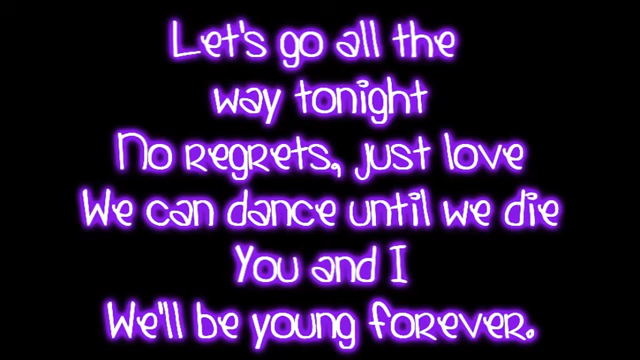 Let's go all the
way tonight
No regrets, just love
We can dance until we die
You and I
We'll be young forever.